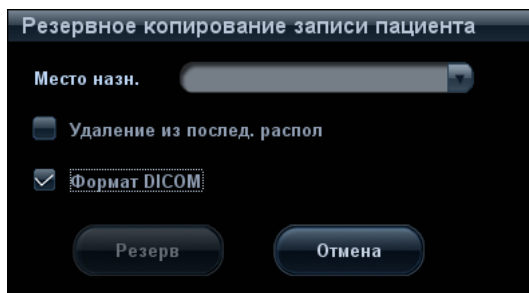 Резервное копирование записи пациента
Место назн.
Удаление из послед. распол
Формат DICOM
Резерв Отмена